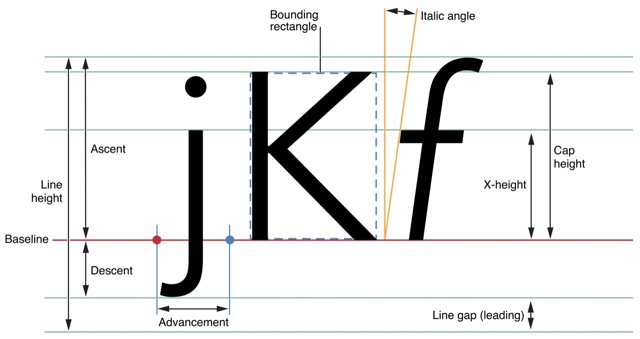 Bounding
rectangle
Italic angle
jKf
Ascent
Line
height
Cap
height
X-height
Baseline
Descent
Advancement
Line gap (leading)